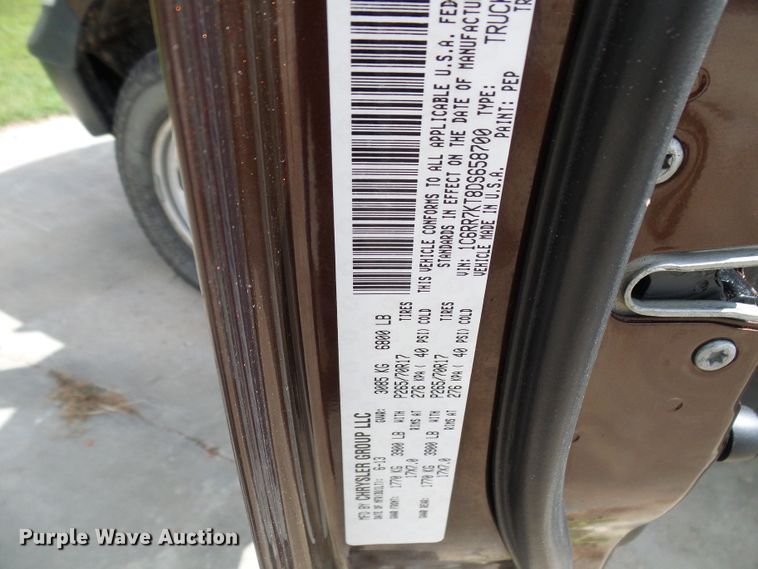 MFD BY CHRYSLER GROUP LLC
DATE OF MFR 6-13 GVWR: 3085 KG 6800 LB
GAWR FRONT: 1770 KG 3900 LB WITH P265/70R17 TIRES
17X7.0 RIMS AT 276 KPA ( 40 PSI) COLD
GAWR REAR: 1770 KG 3900 LB WITH P265/70R17 TIRES
17X7.0 RIMS AT 276 KPA ( 40 PSI) COLD
THIS VEHICLE CONFORMS TO ALL APPLICABLE U.S.A. FED
STANDARDS IN EFFECT ON THE DATE OF MANUFACTUR
VIN: 1C6RR7KT8DS658700 TYPE: TRUCK
VEHICLE MADE IN U.S.A. PAINT: PEP TR
Purple Wave Auction